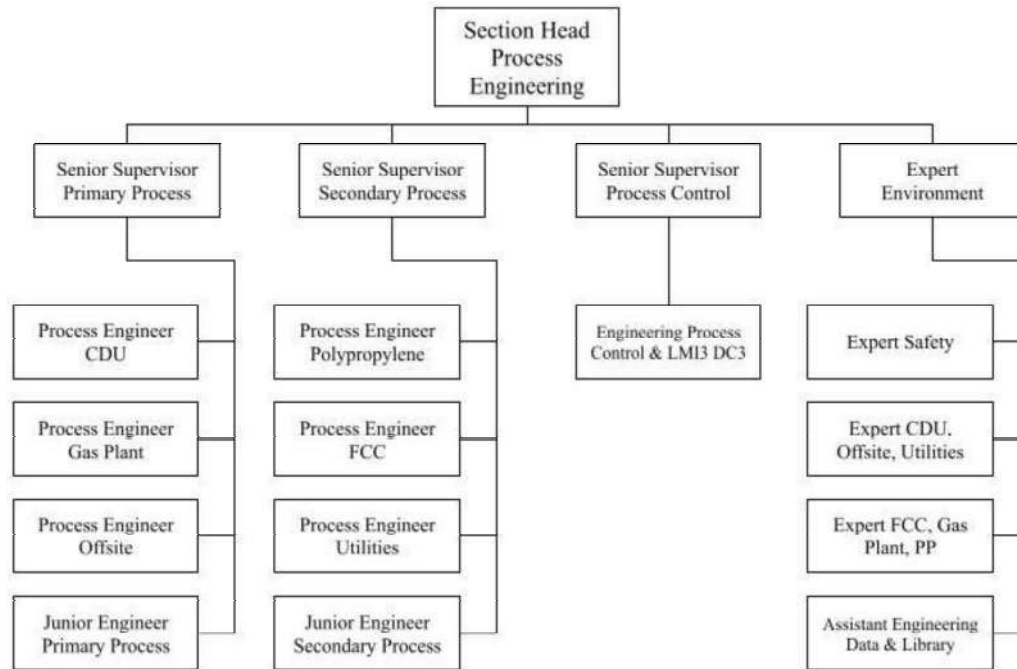 Section Head
Process
Engineering
Senior Supervisor
Primary Process
Senior Supervisor
Secondary Process
Senior Supervisor
Process Control
Expert
Environment
Process Engineer
CDU
Process Engineer
Polypropylene
Engineering Process
Control & LMI3 DC3
Expert Safety
Process Engineer
Gas Plant
Process Engineer
FCC
Expert CDU,
Offsite, Utilities
Process Engineer
Offsite
Process Engineer
Utilities
Expert FCC, Gas
Plant, PP
Junior Engineer
Primary Process
Junior Engineer
Secondary Process
Assistant Engineering
Data & Library